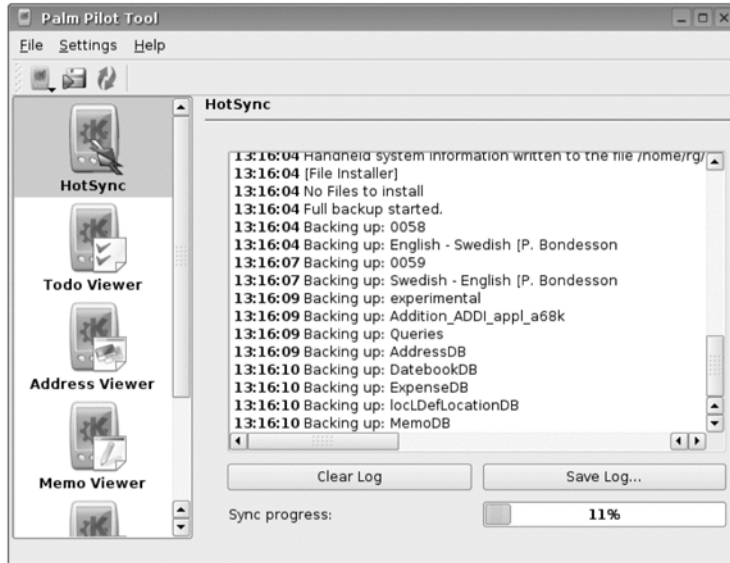 Palm Pilot Tool
File Settings Help
HotSync
Todo Viewer
Address Viewer
Memo Viewer
HotSync
13:16:04 Handheld system information written to the file /home/rg/
13:16:04 [File Installer]
13:16:04 No Files to install
13:16:04 Full backup started.
13:16:04 Backing up: 0058
13:16:04 Backing up: English - Swedish [P. Bondesson
13:16:07 Backing up: 0059
13:16:07 Backing up: Swedish - English [P. Bondesson
13:16:09 Backing up: experimental
13:16:09 Backing up: Addition_ADDI_appl_a68k
13:16:09 Backing up: Queries
13:16:09 Backing up: AddressDB
13:16:10 Backing up: DatebookDB
13:16:10 Backing up: ExpenseDB
13:16:10 Backing up: locLDefLocationDB
13:16:10 Backing up: MemoDB
Clear Log Save Log...
Sync progress: 11%